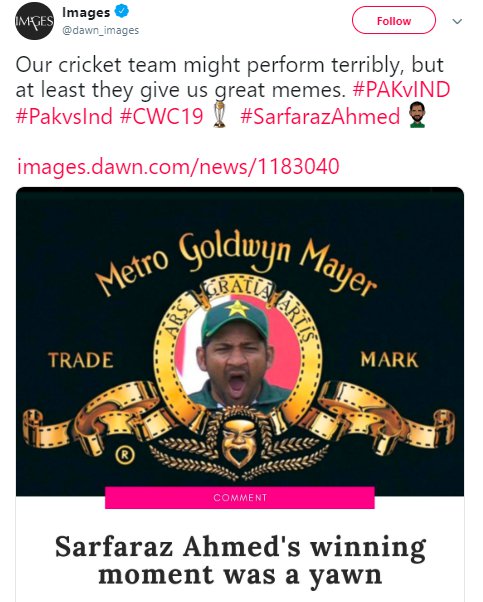 IMAGES
Images
@dawn_images
Follow
Our cricket team might perform terribly, but
at least they give us great memes. #PAKvIND
#PakvsInd #CWC19 #SarfarazAhmed
images.dawn.com/news/1183040
Metro Goldwyn Mayer
ARS GRATIA ARTIS
TRADE MARK
®
COMMENT
Sarfaraz Ahmed's winning
moment was a yawn